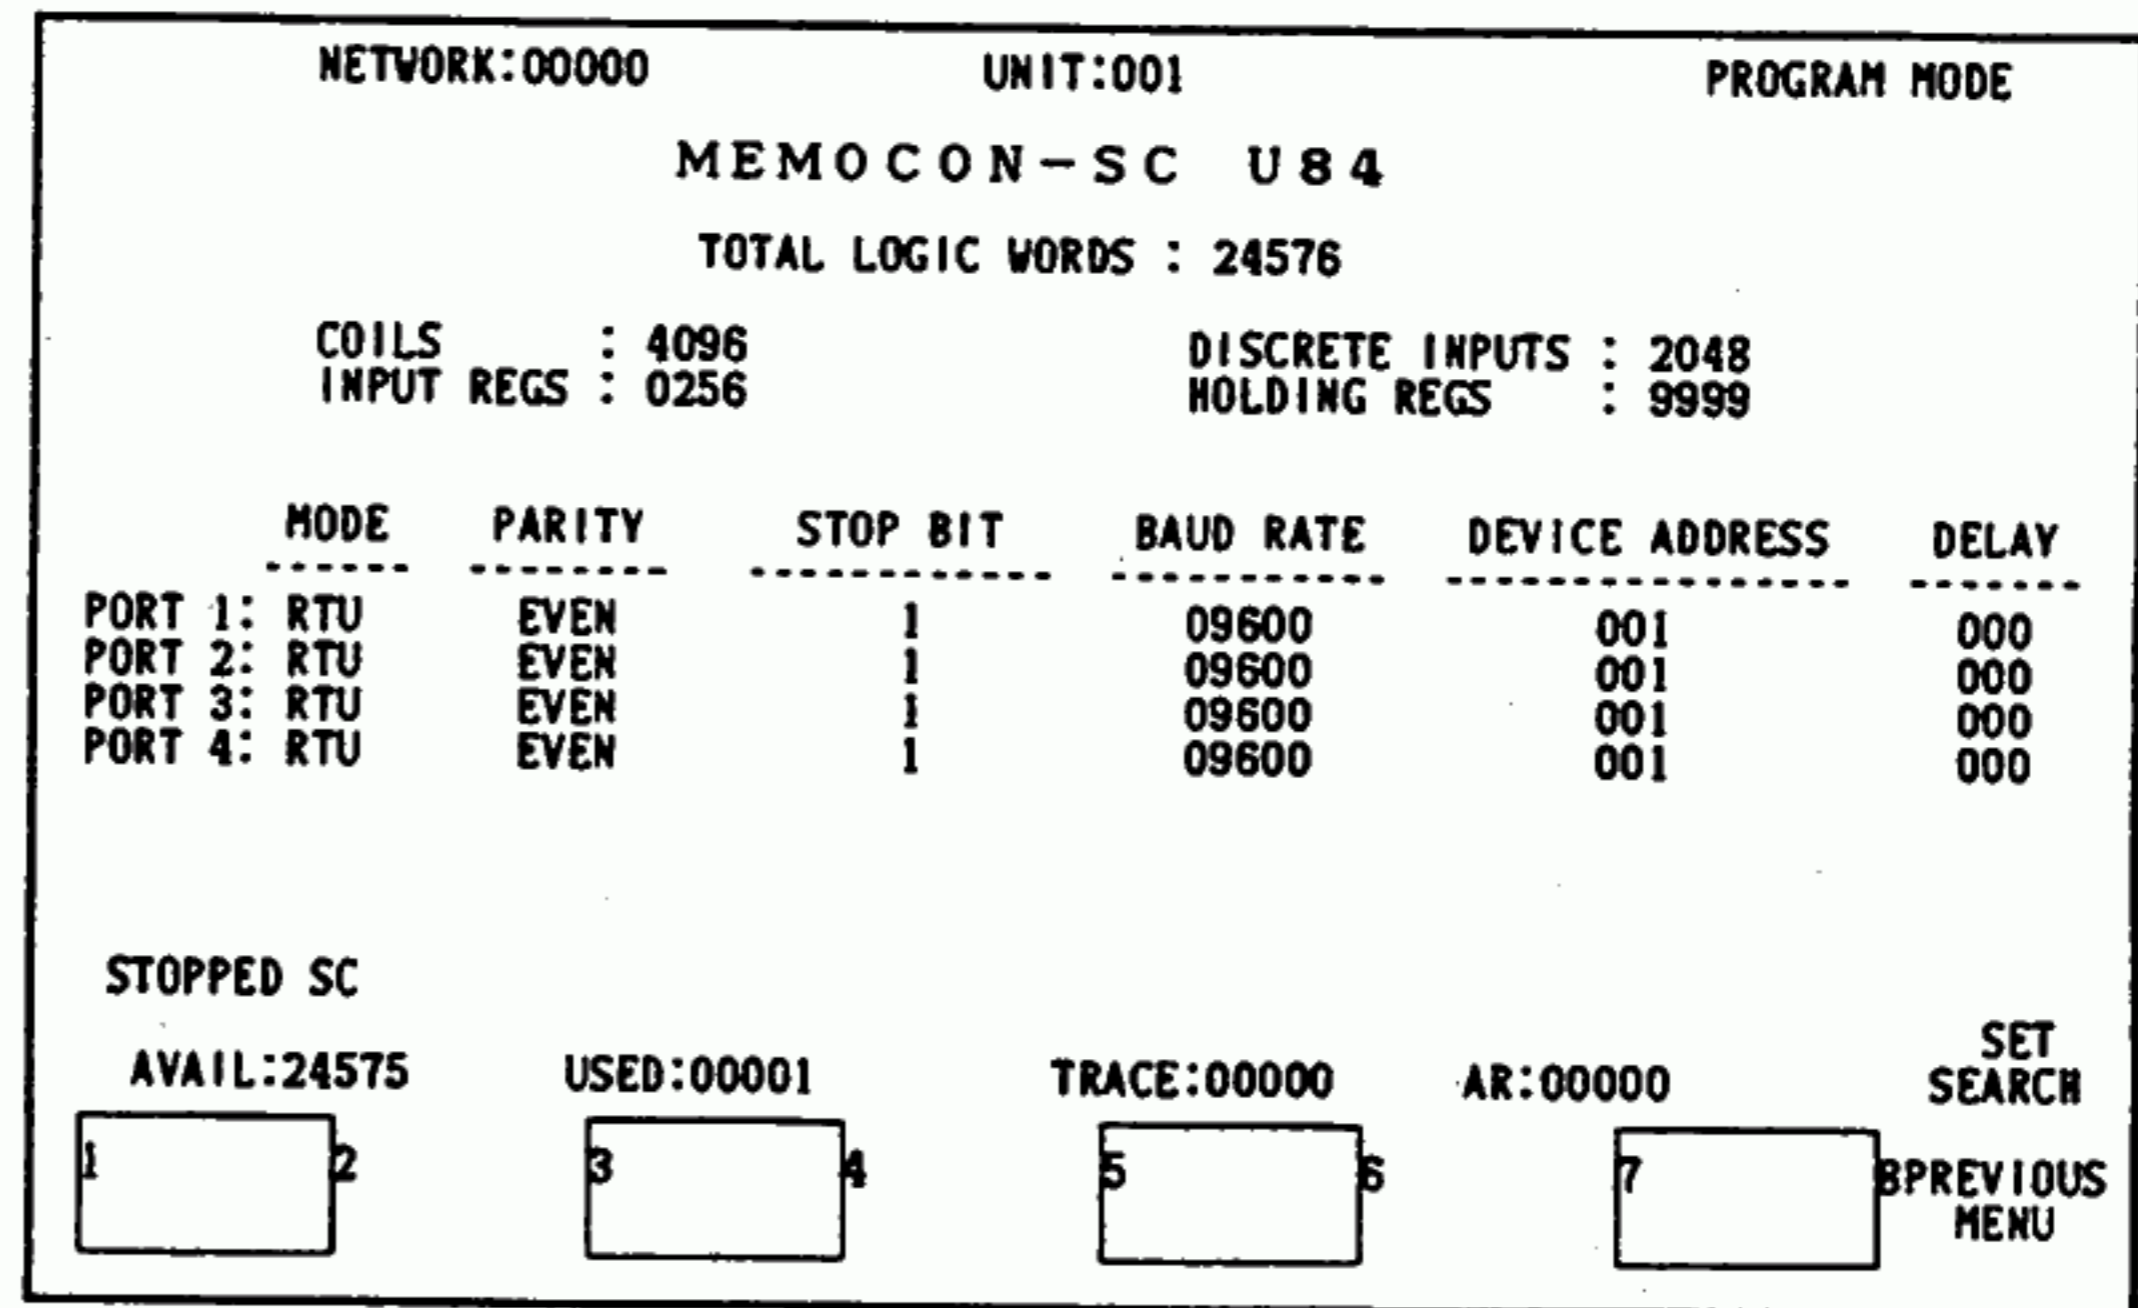 NETWORK:00000 UNIT:001 PROGRAM MODE
MEMOCON-SC U84
TOTAL LOGIC WORDS : 24576
COILS : 4096 DISCRETE INPUTS : 2048
INPUT REGS : 0256 HOLDING REGS : 9999
MODE PARITY STOP BIT BAUD RATE DEVICE ADDRESS DELAY
PORT 1: RTU EVEN 1 09600 001 000
PORT 2: RTU EVEN 1 09600 001 000
PORT 3: RTU EVEN 1 09600 001 000
PORT 4: RTU EVEN 1 09600 001 000
STOPPED SC
SET
AVAIL:24575 USED:00001 TRACE:00000 AR:00000 SEARCH
1 2 3 4 5 6 7 8PREVIOUS
MENU